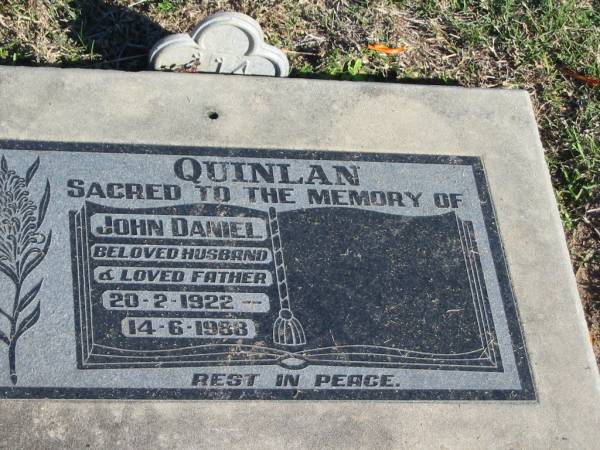 QUINLAN
SACRED TO THE MEMORY OF
JOHN DANIEL
BELOVED HUSBAND
& LOVED FATHER
20-2-1922 —
14-6-1983
REST IN PEACE.